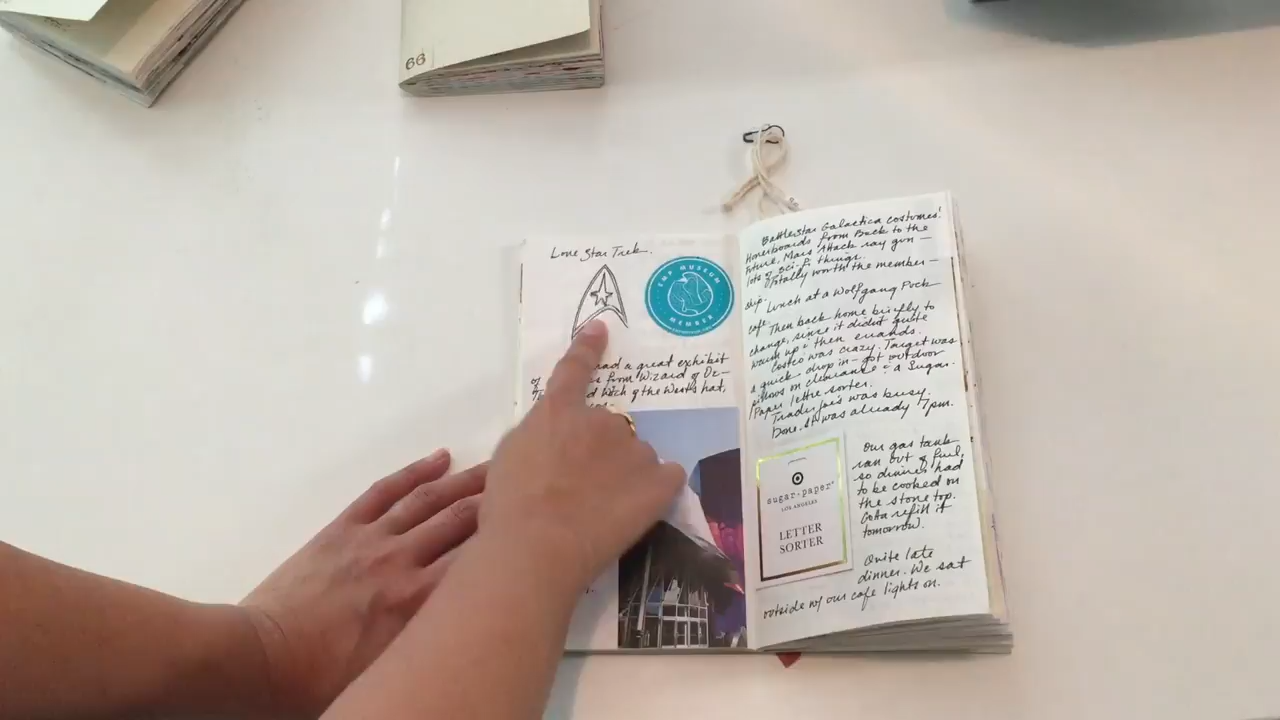 66
Love Star Trek.
EMP MUSEUM
MEMBER
had a great exhibit
of from Wizard of Oz—
Witch of the West's hat,
Battlestar Galactica costumes!
Hoverboards from Back to the
Future, Mars Attack ray gun —
lots of sci-fi things.
Totally worth the member—
ship.
Lunch at a Wolfgang Puck
cafe. Then back home briefly to
change, since it didn't quite
warm up & then errands.
Costco was crazy. Target was
a quick drop in - got outdoor
pillows on clearance & a Sugar
Paper letter sorter.
Trader Joe's was busy.
Done. It was already 7pm.
sugar·paper
LOS ANGELES
LETTER
SORTER
Our gas tank
ran out of fuel,
so dinner had
to be cooked on
the stove top.
Gotta refill it
tomorrow.
Quite late
dinner. We sat
outside w/ our cafe lights on.